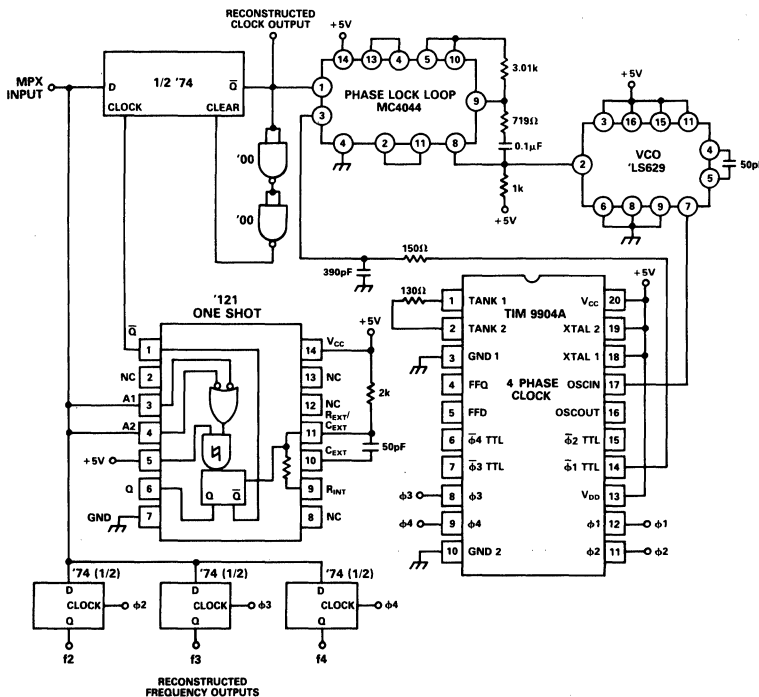 RECONSTRUCTED
CLOCK OUTPUT
MPX
INPUT
D
1/2 '74
Q̅
CLOCK
CLEAR
'00
'00
+5V
14
13
4
5
10
1
3
9
PHASE LOCK LOOP
MC4044
4
2
11
8
3.01k
719Ω
0.1μF
1k
+5V
+5V
3
16
15
11
2
VCO
'LS629
4
5
50p
6
8
9
7
150Ω
390pF
'121
ONE SHOT
Q̅
1
NC
2
A1
3
A2
4
+5V
5
Q
6
GND
7
Q
Q̅
14
VCC
13
NC
12
NC
11
REXT/
CEXT
10
CEXT
9
RINT
8
NC
+5V
2k
50pF
130Ω
TIM 9904A
4 PHASE
CLOCK
1
TANK 1
2
TANK 2
3
GND 1
4
FFQ
5
FFD
6
ϕ̅4 TTL
7
ϕ̅3 TTL
ϕ3
8
ϕ3
ϕ4
9
ϕ4
10
GND 2
+5V
VCC
20
XTAL 2
19
XTAL 1
18
OSCIN
17
OSCOUT
16
ϕ̅2 TTL
15
ϕ̅1 TTL
14
VDD
13
ϕ1
12
ϕ1
ϕ2
11
ϕ2
'74 (1/2)
D
CLOCK
ϕ2
Q
f2
'74 (1/2)
D
CLOCK
ϕ3
Q
f3
'74 (1/2)
D
CLOCK
ϕ4
Q
f4
RECONSTRUCTED
FREQUENCY OUTPUTS